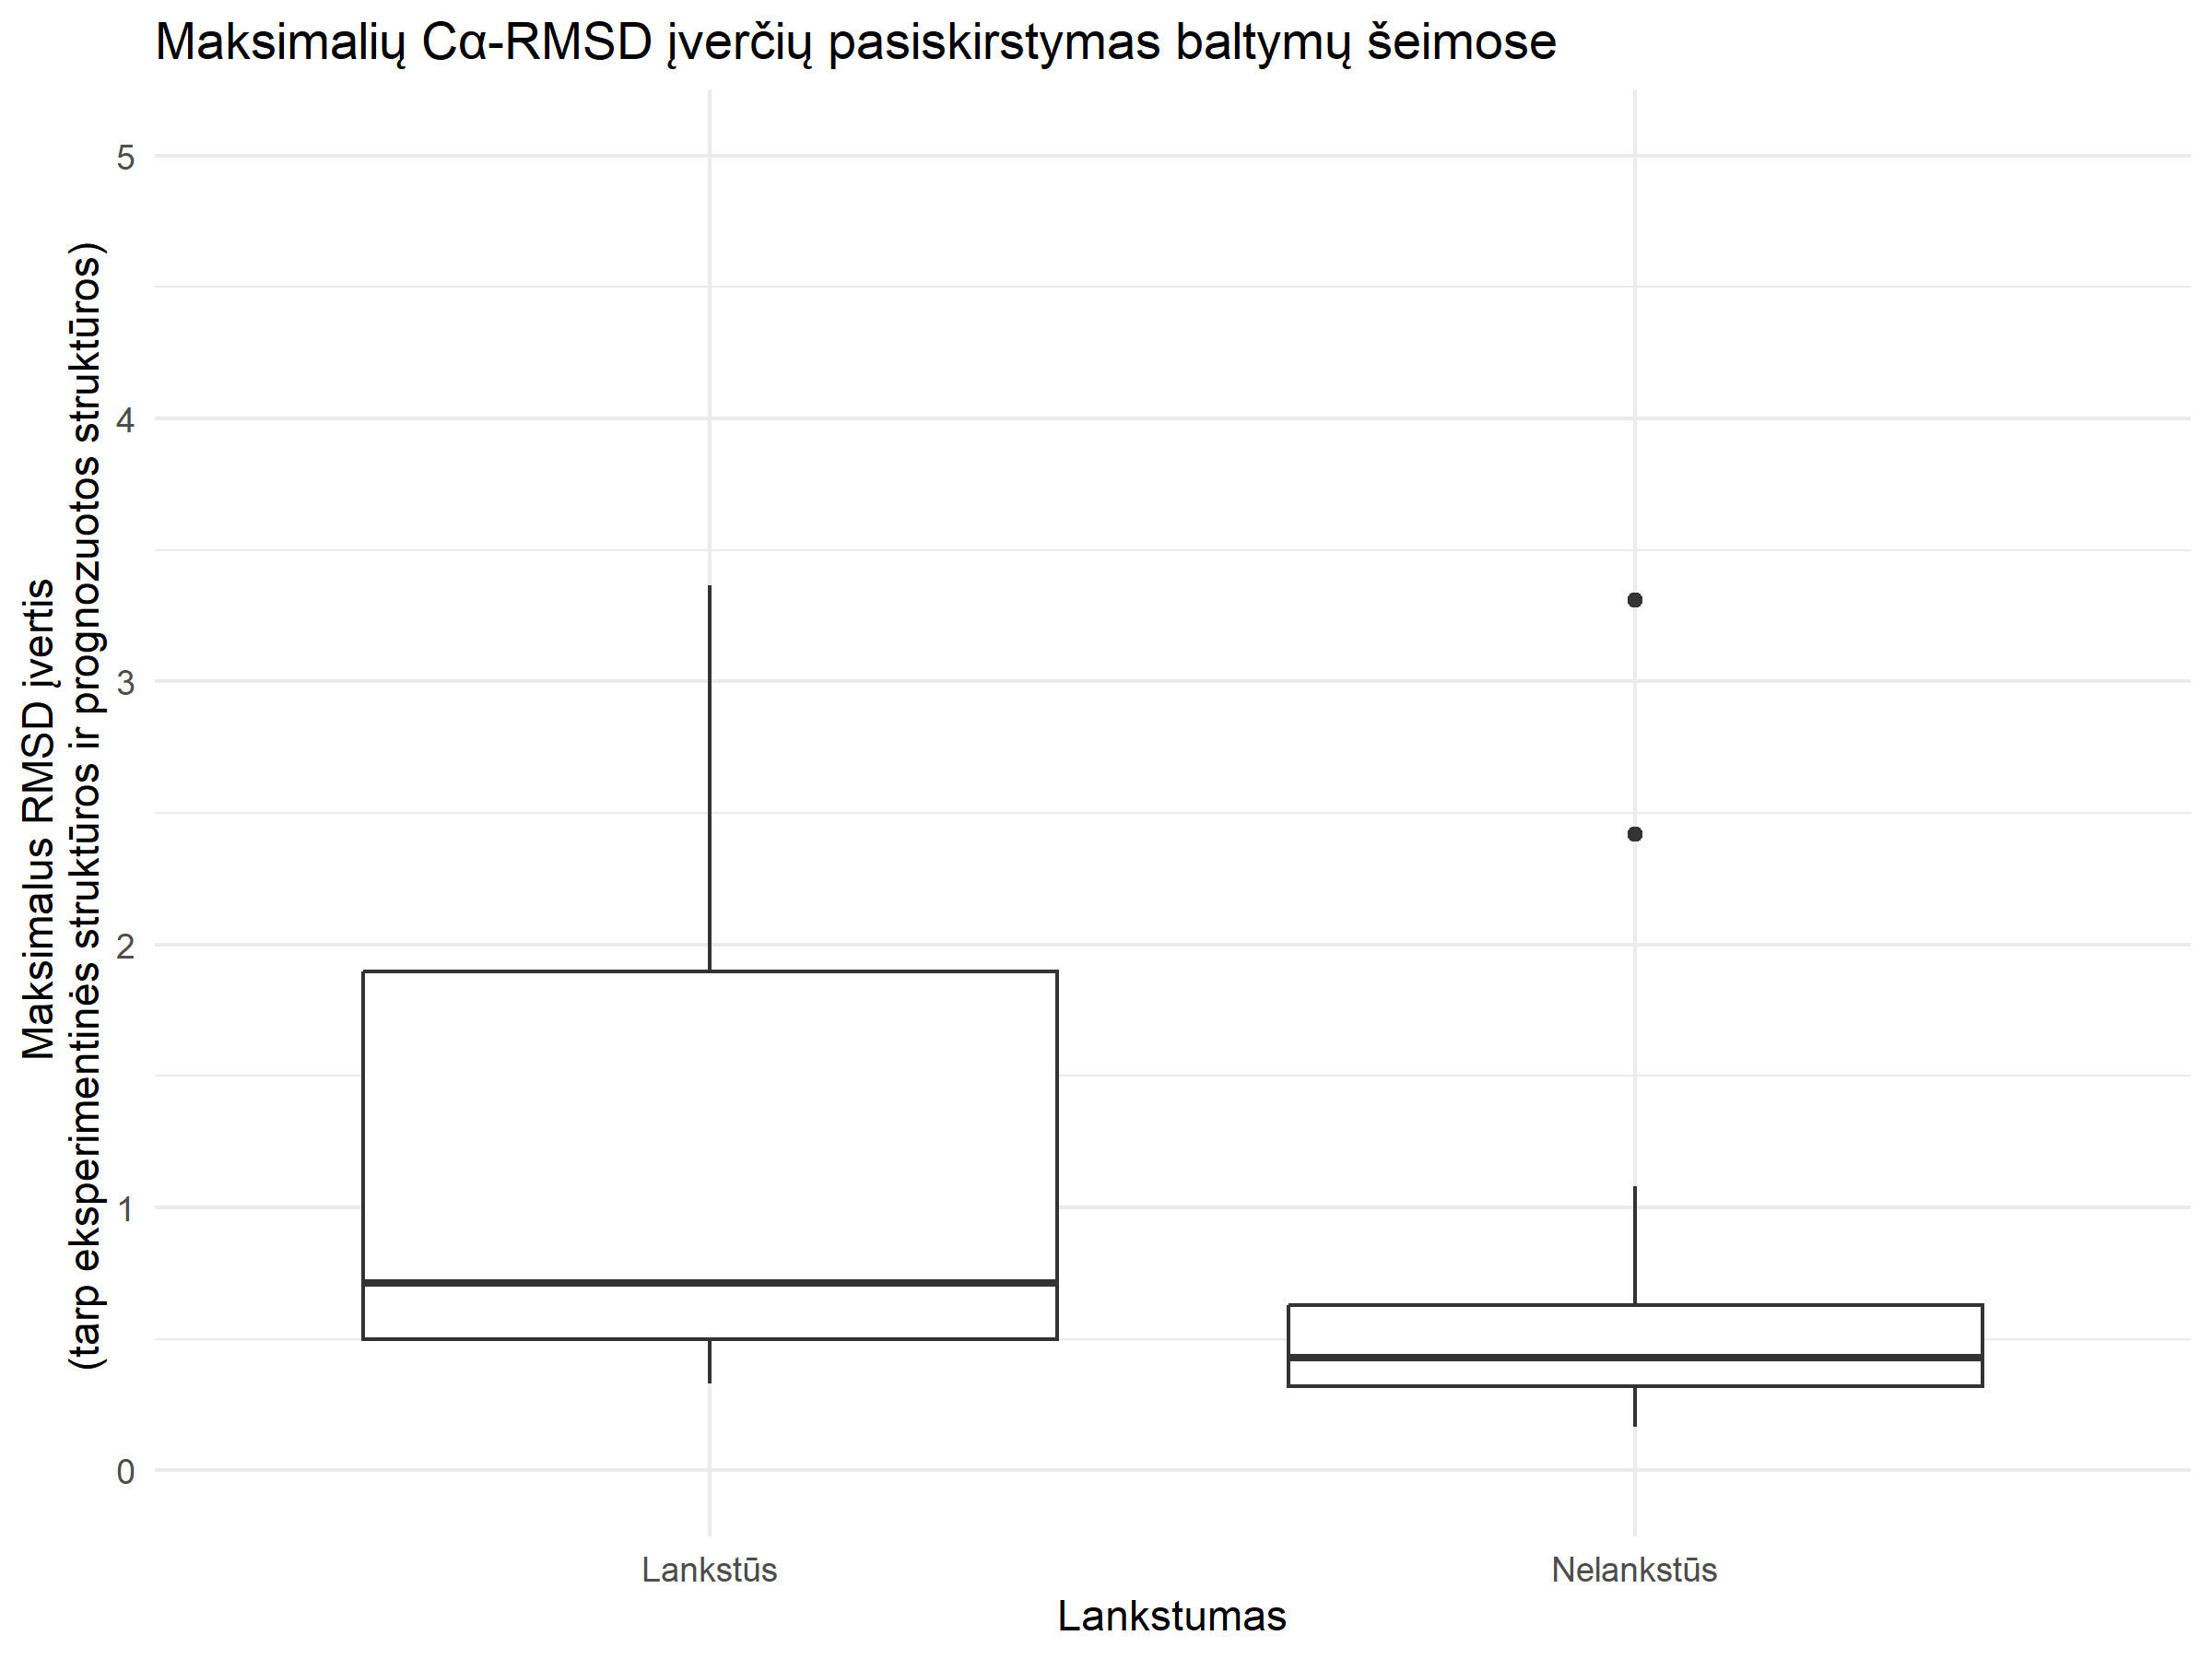 Maksimalių Cα-RMSD įverčių pasiskirstymas baltymų šeimose
Maksimalus RMSD įvertis
(tarp eksperimentinės struktūros ir prognozuotos struktūros)
5
4
3
2
1
0
Lankstūs
Nelankstūs
Lankstumas